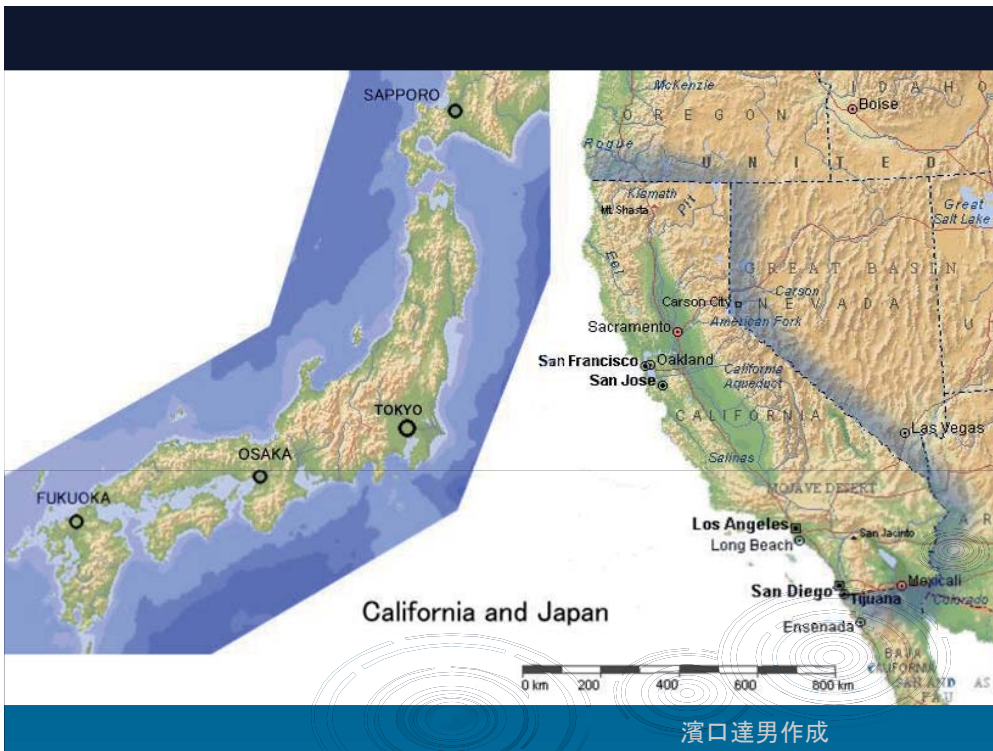 SAPPORO
TOKYO
OSAKA
FUKUOKA
McKenzie
I D A H O
Boise
O R E G O N
Rogue
U N I T E D
Klamath
Mt. Shasta
Pit
Great
Salt Lake
Eel
G R E A T B A S I N
Carson
Carson City
N E V A D A
U
American Fork
Sacramento
San Francisco
Oakland
San Jose
California
Aqueduct
C A L I F O R N I A
Las Vegas
Salinas
MOJAVE DESERT
A R
Los Angeles
San Jacinto
Long Beach
Mexicali
San Diego
Tijuana
Colorado
Ensenada
BAJA
CALIFORNIA
California and Japan
0 km 200 400 600 800 km
濱口達男作成